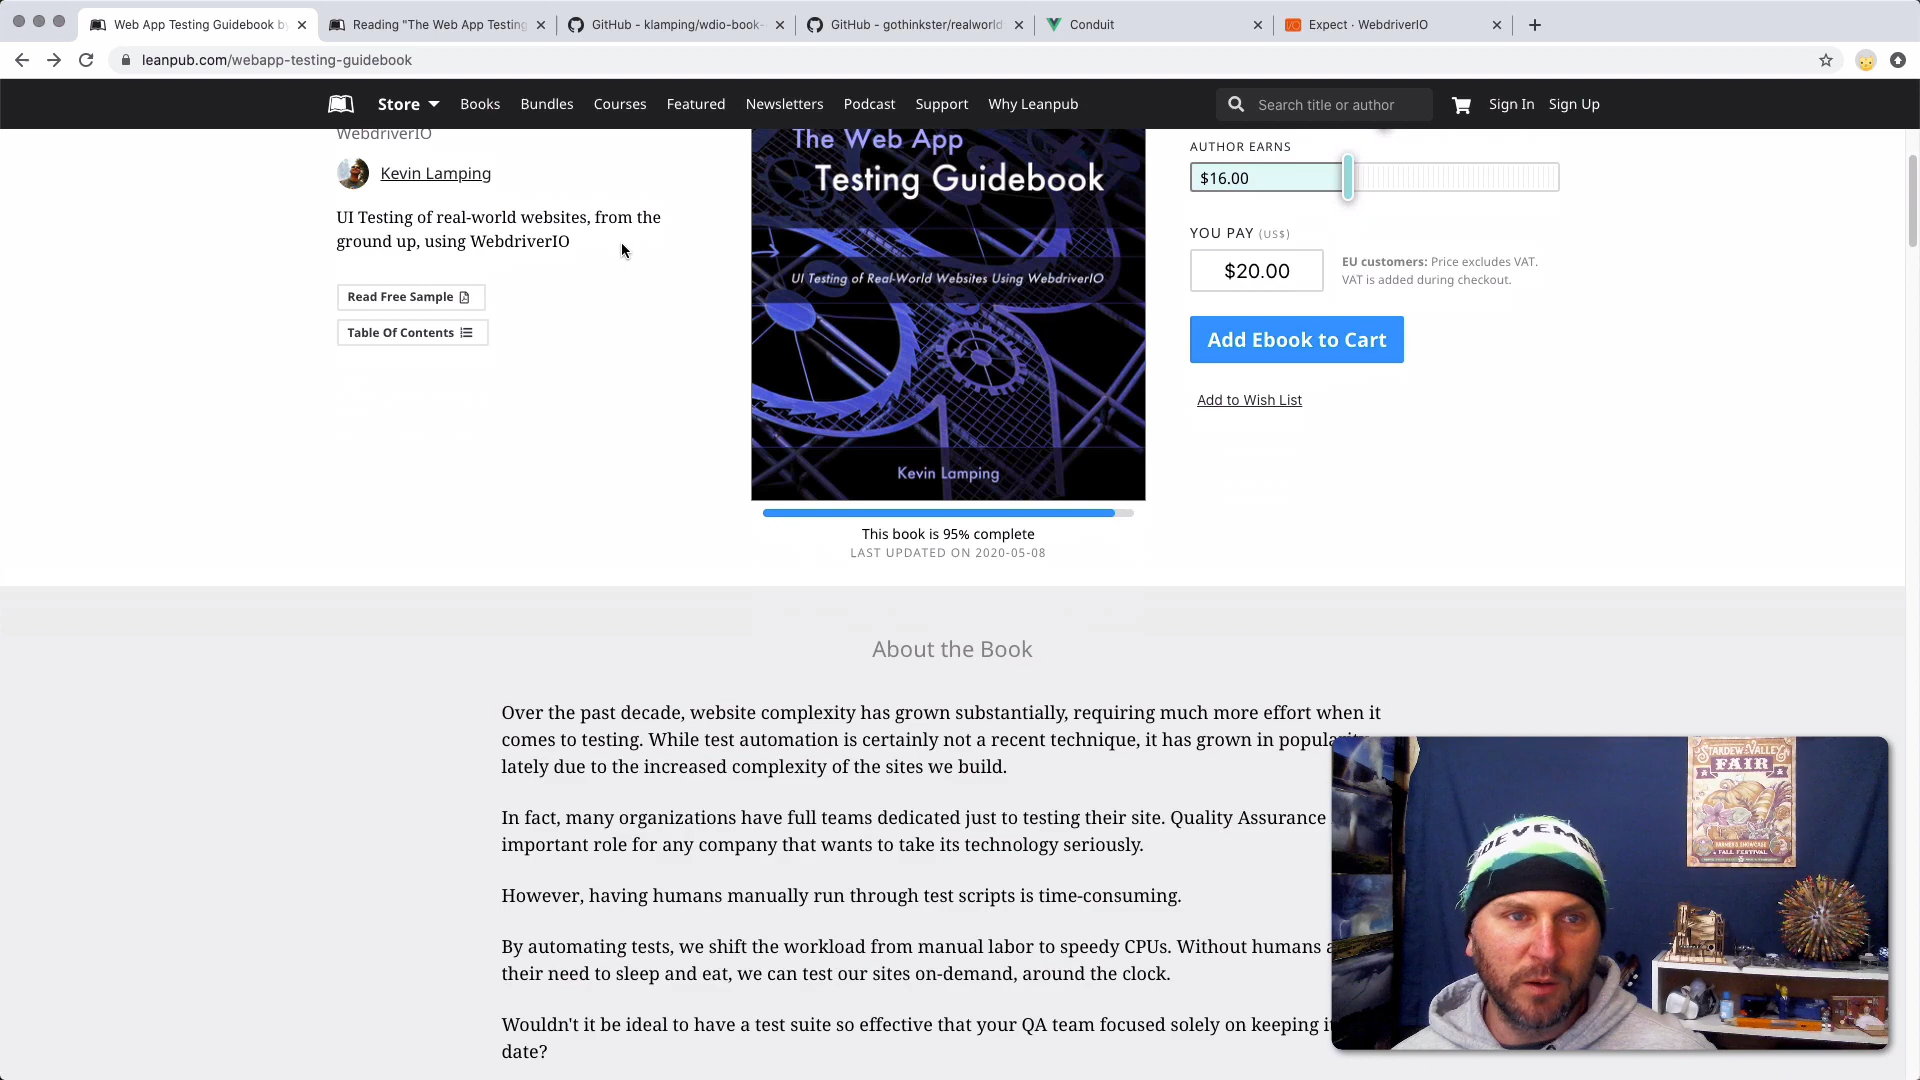 Web App Testing Guidebook by
Reading "The Web App Testing
GitHub - klamping/wdio-book-
GitHub - gothinkster/realworld
Conduit
Expect · WebdriverIO
leanpub.com/webapp-testing-guidebook
Store
Books
Bundles
Courses
Featured
Newsletters
Podcast
Support
Why Leanpub
Search title or author
Sign In
Sign Up
WebdriverIO
Kevin Lamping
UI Testing of real-world websites, from the
ground up, using WebdriverIO
Read Free Sample
Table Of Contents
The Web App
Testing Guidebook
UI Testing of Real-World Websites Using WebdriverIO
Kevin Lamping
This book is 95% complete
LAST UPDATED ON 2020-05-08
AUTHOR EARNS
$16.00
YOU PAY (US$)
$20.00
EU customers: Price excludes VAT.
VAT is added during checkout.
Add Ebook to Cart
Add to Wish List
About the Book
Over the past decade, website complexity has grown substantially, requiring much more effort when it
comes to testing. While test automation is certainly not a recent technique, it has grown in
lately due to the increased complexity of the sites we build.
In fact, many organizations have full teams dedicated just to testing their site. Quality Assurance
important role for any company that wants to take its technology seriously.
However, having humans manually run through test scripts is time-consuming.
By automating tests, we shift the workload from manual labor to speedy CPUs. Without humans
their need to sleep and eat, we can test our sites on-demand, around the clock.
Wouldn't it be ideal to have a test suite so effective that your QA team focused solely on keeping
date?
STARDEW VALLEY
FAIR
FALL FESTIVAL